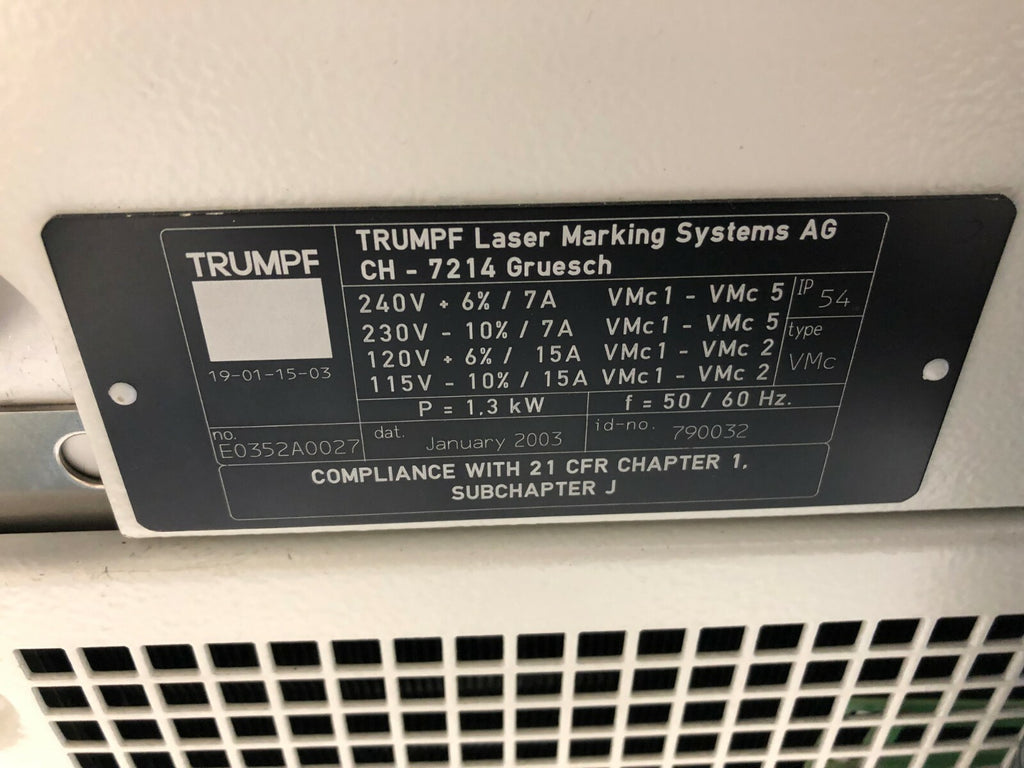 TRUMPF
TRUMPF Laser Marking Systems AG
CH - 7214 Gruesch
240V + 6% / 7A VMc1 - VMc 5
230V - 10% / 7A VMc1 - VMc 5
120V + 6% / 15A VMc1 - VMc 2
115V - 10% / 15A VMc1 - VMc 2
IP 54
type
VMc
19-01-15-03
P = 1.3 kW f = 50 / 60 Hz.
no. E0352A0027
dat. January 2003
id-no. 790032
COMPLIANCE WITH 21 CFR CHAPTER 1,
SUBCHAPTER J